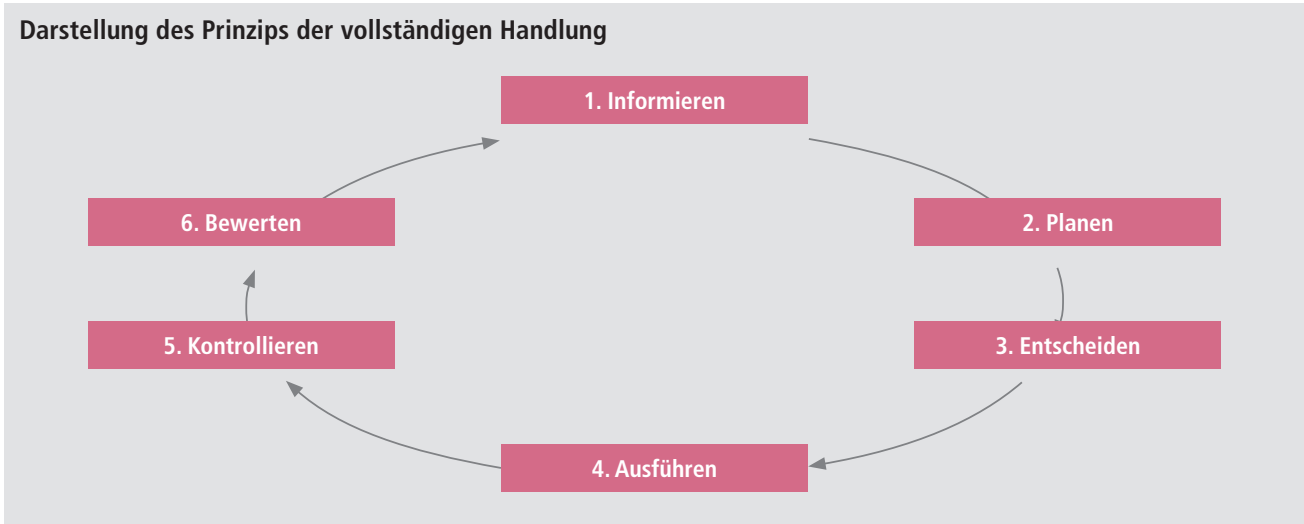 Darstellung des Prinzips der vollständigen Handlung
1. Informieren
2. Planen
3. Entscheiden
4. Ausführen
5. Kontrollieren
6. Bewerten